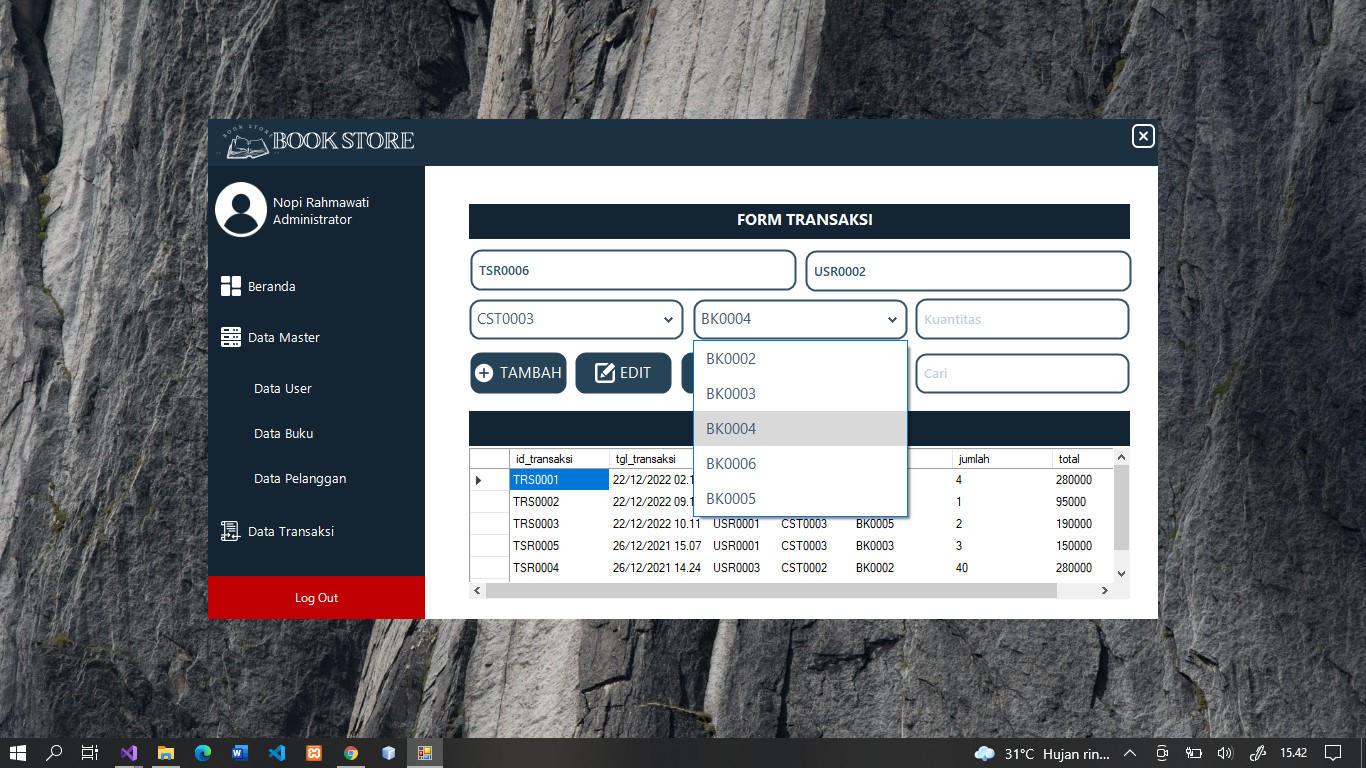 BOOK STORE
BOOK STORE
Nopi Rahmawati
Administrator
Beranda
Data Master
Data User
Data Buku
Data Pelanggan
Data Transaksi
Log Out
FORM TRANSAKSI
TSR0006
USR0002
CST0003
BK0004
Kuantitas
TAMBAH
EDIT
Cari
BK0002
BK0003
BK0004
BK0006
BK0005
id_transaksi tgl_transaksi jumlah total
TRS0001 22/12/2022 02.1 4 280000
TRS0002 22/12/2022 09.1 1 95000
TRS0003 22/12/2022 10.11 USR0001 CST0003 BK0005 2 190000
TSR0005 26/12/2021 15.07 USR0001 CST0003 BK0003 3 150000
TSR0004 26/12/2021 14.24 USR0003 CST0002 BK0002 40 280000
31°C Hujan rin... 15.42